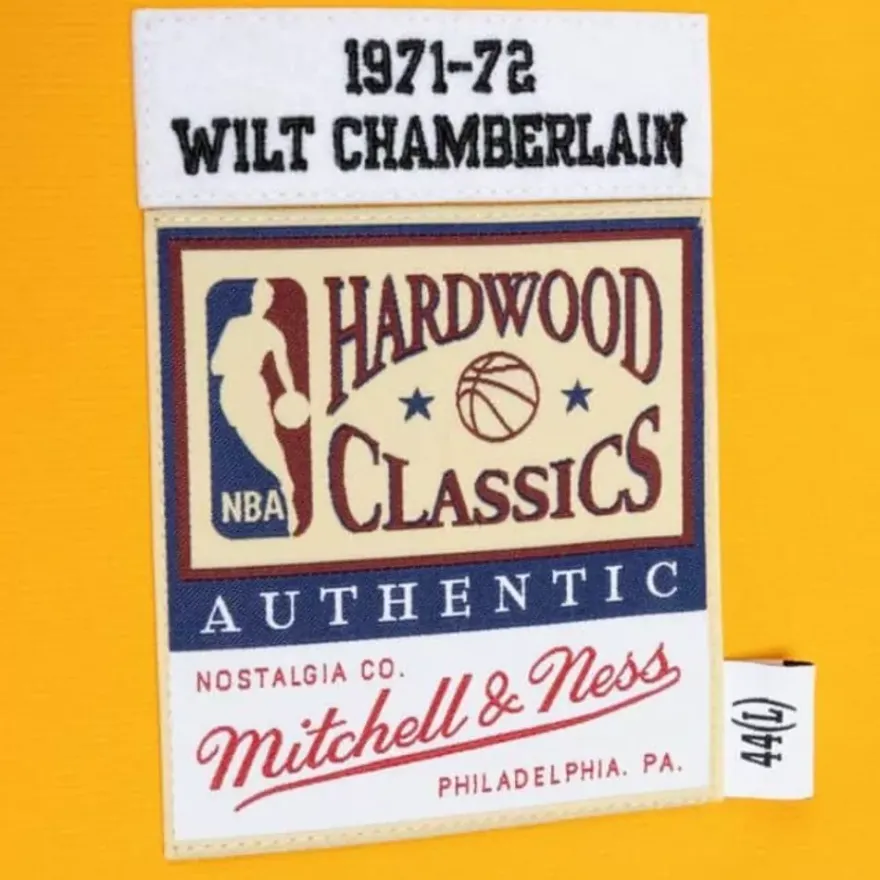 1971-72
WILT CHAMBERLAIN
HARDWOOD
CLASSICS
NBA
AUTHENTIC
NOSTALGIA CO.
Mitchell & Ness
PHILADELPHIA. PA.
44(L)